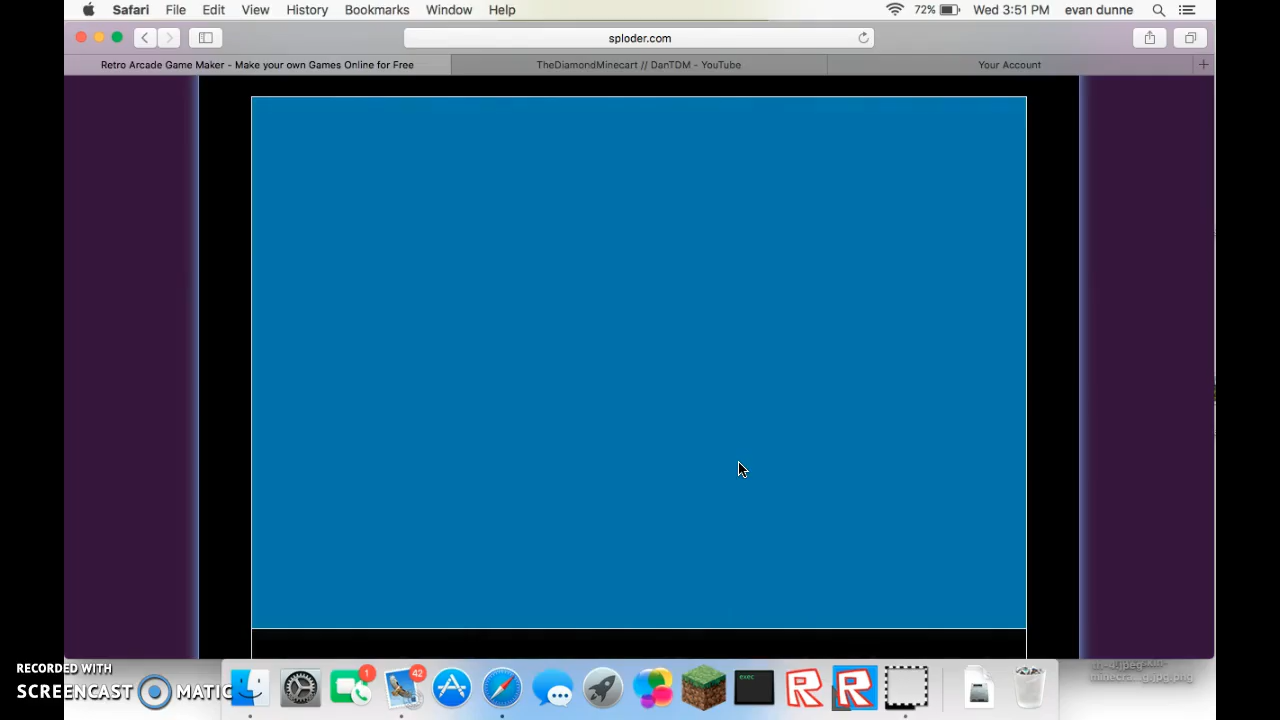 Safari File Edit View History Bookmarks Window Help 72% Wed 3:51 PM evan dunne
sploder.com
Retro Arcade Game Maker - Make your own Games Online for Free TheDiamondMinecart // DanTDM - YouTube Your Account
RECORDED WITH
SCREENCAST MATIC
1
42
exec